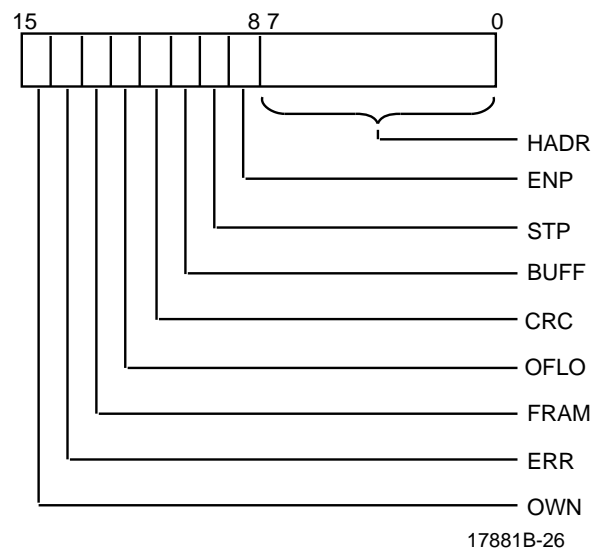 15 8 7 0
HADR
ENP
STP
BUFF
CRC
OFLO
FRAM
ERR
OWN
17881B-26